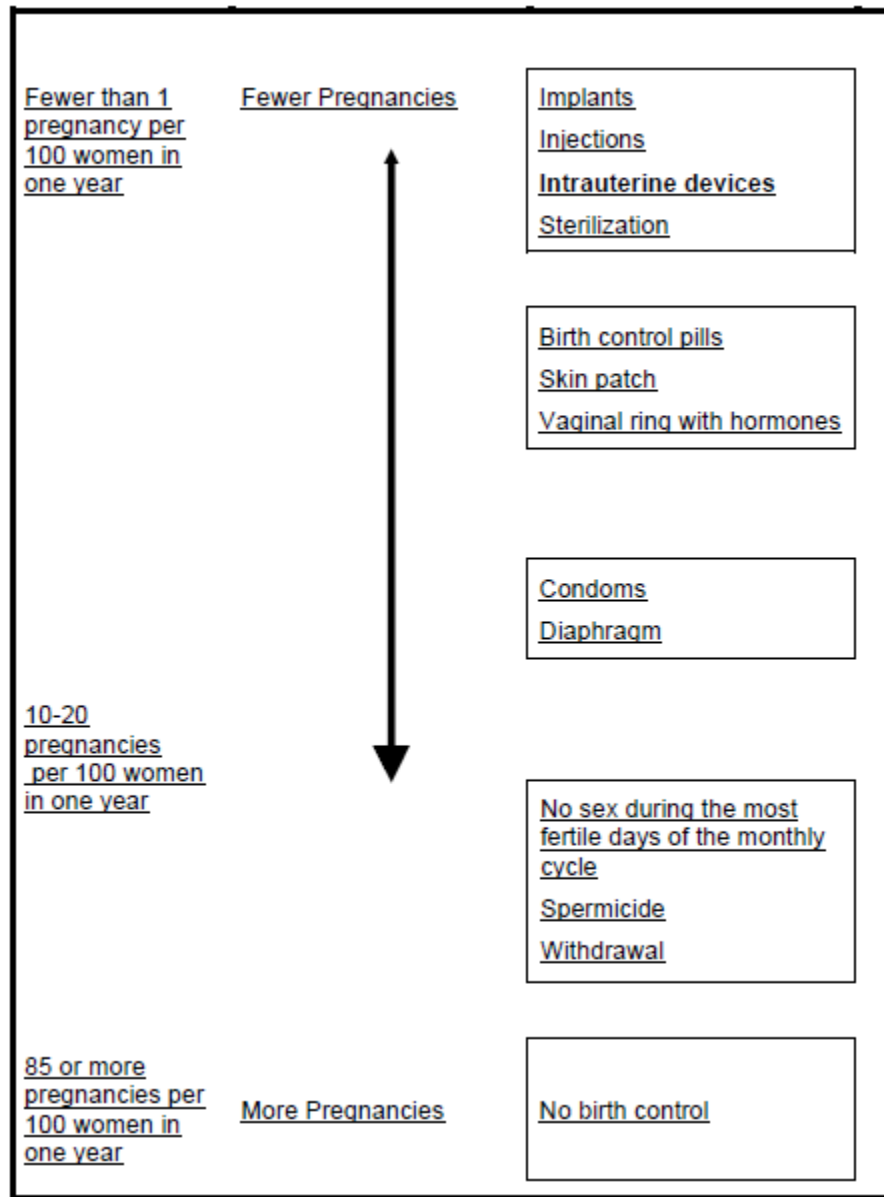 Fewer than 1
pregnancy per
100 women in
one year
Fewer Pregnancies
Implants
Injections
Intrauterine devices
Sterilization
Birth control pills
Skin patch
Vaginal ring with hormones
Condoms
Diaphragm
10-20
pregnancies
per 100 women
in one year
No sex during the most
fertile days of the monthly
cycle
Spermicide
Withdrawal
85 or more
pregnancies per
100 women in
one year
More Pregnancies
No birth control